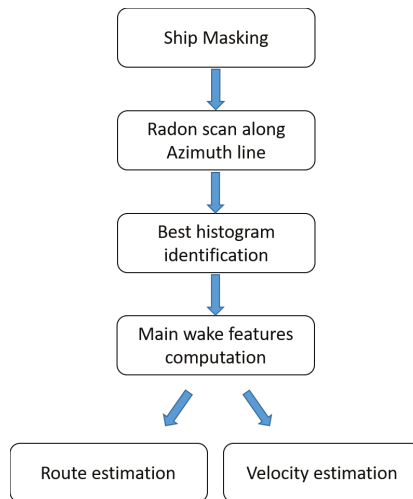 Ship Masking
Radon scan along
Azimuth line
Best histogram
identification
Main wake features
computation
Route estimation
Velocity estimation